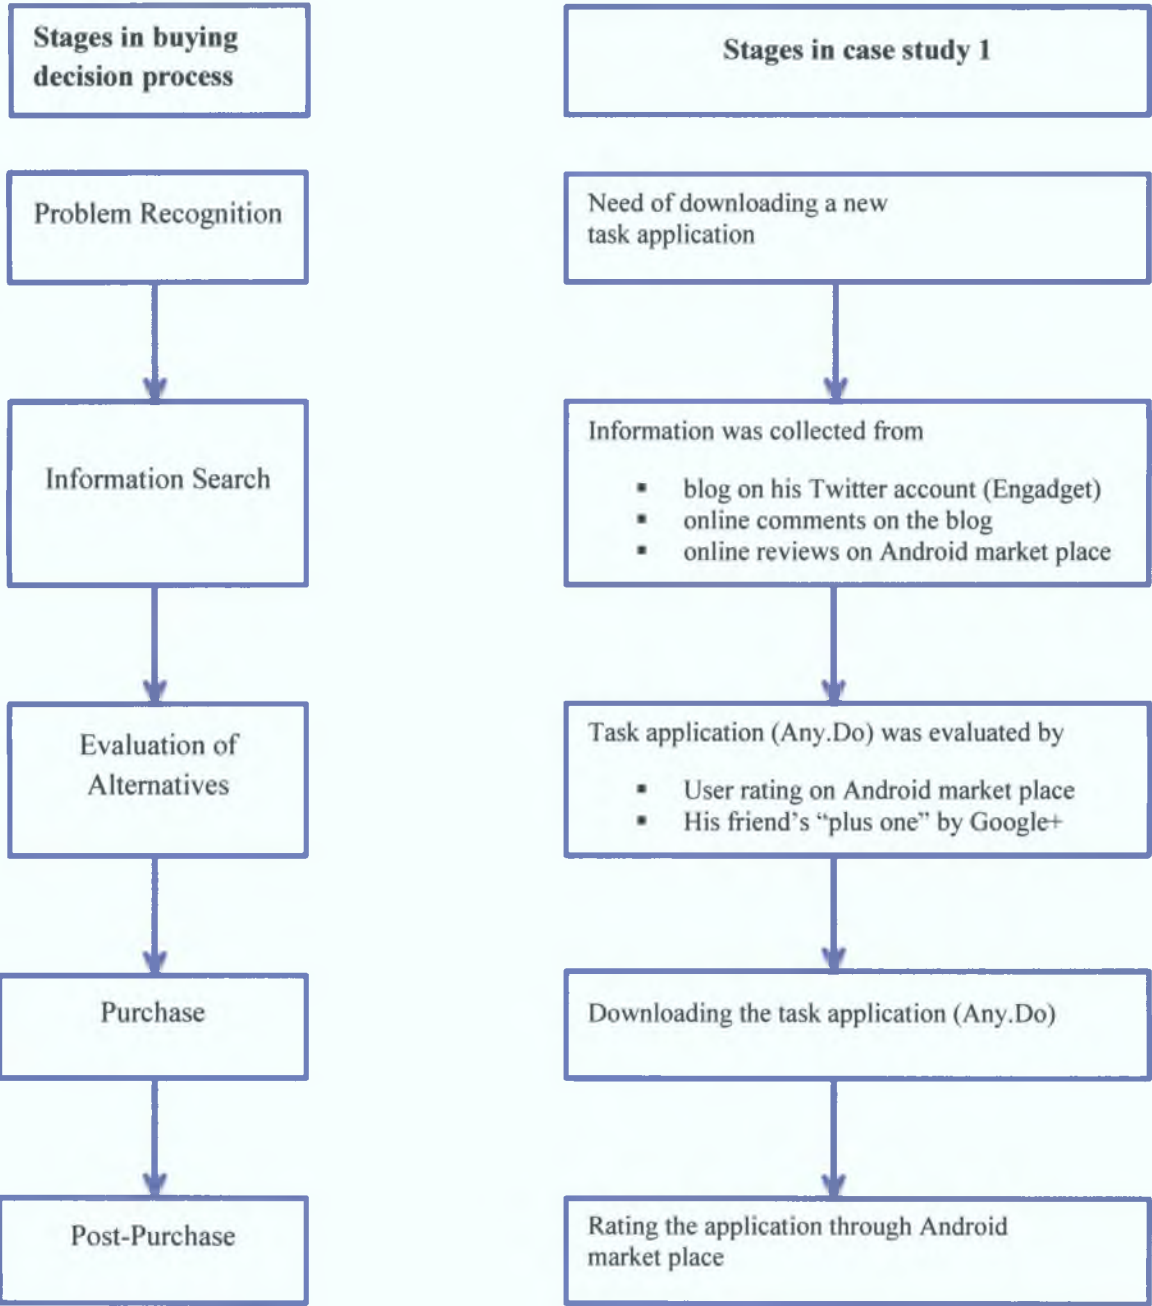 Stages in buying
decision process
Stages in case study 1
Problem Recognition
Need of downloading a new
task application
Information Search
Information was collected from
▪ blog on his Twitter account (Engadget)
▪ online comments on the blog
▪ online reviews on Android market place
Evaluation of
Alternatives
Task application (Any.Do) was evaluated by
▪ User rating on Android market place
▪ His friend's “plus one” by Google+
Purchase
Downloading the task application (Any.Do)
Post-Purchase
Rating the application through Android
market place